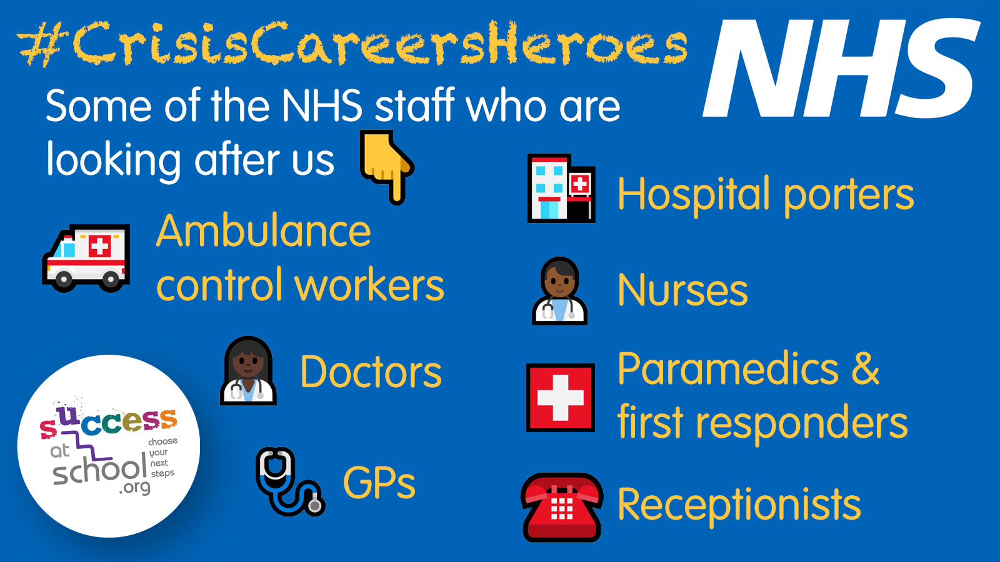 #CrisisCareersHeroes
NHS
Some of the NHS staff who are
looking after us
Ambulance
control workers
Doctors
GPs
Hospital porters
Nurses
Paramedics &
first responders
Receptionists
success
at
school
.org
choose
your
next
steps